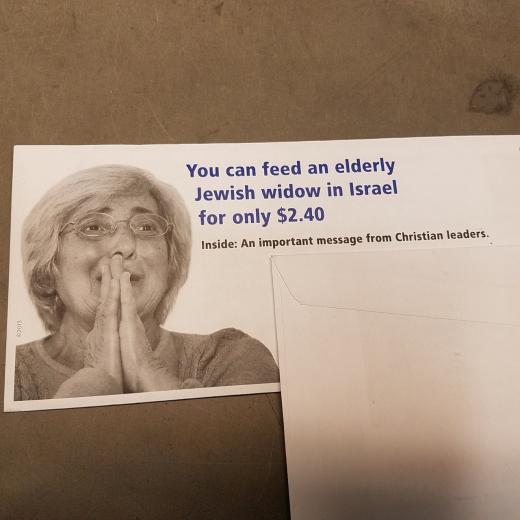 You can feed an elderly
Jewish widow in Israel
for only $2.40
Inside: An important message from Christian leaders.
©2013